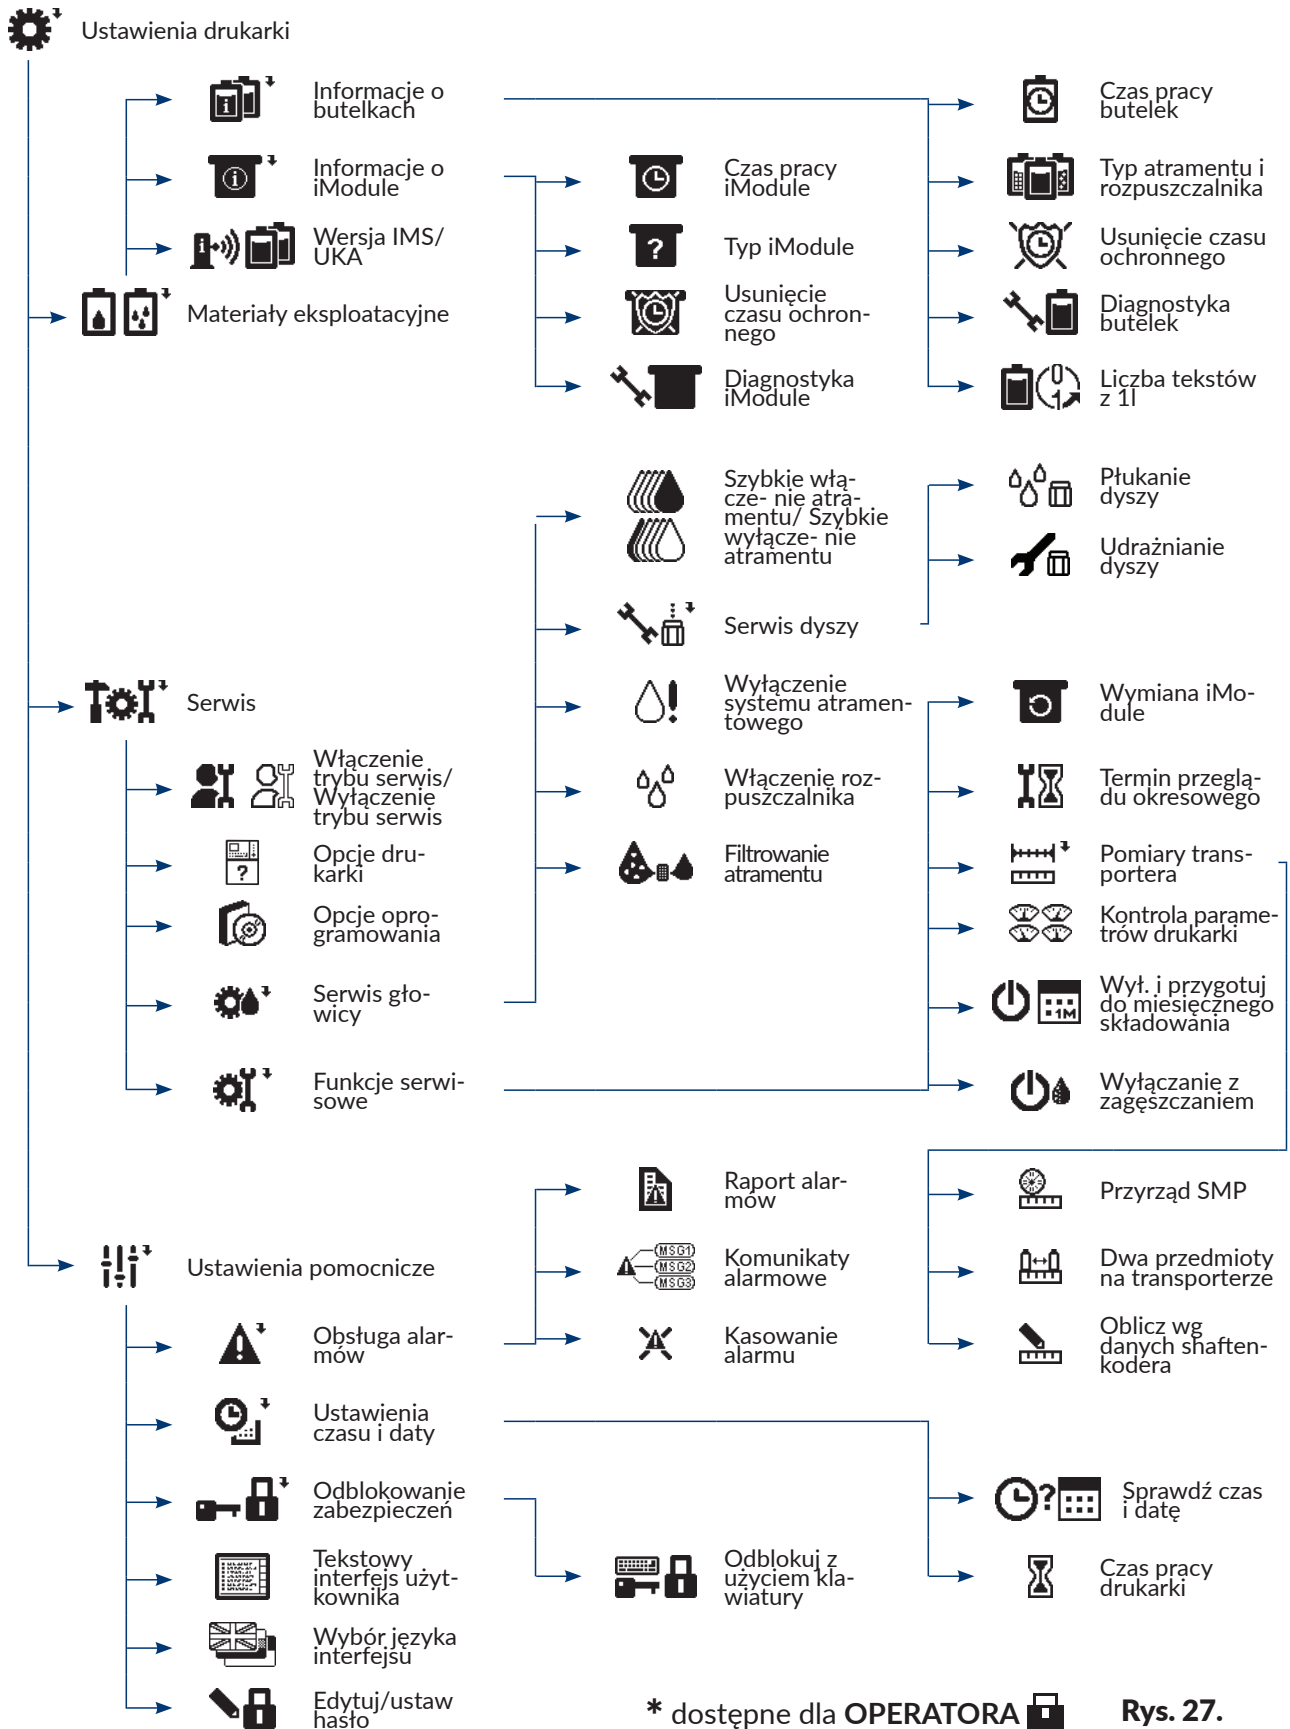 Ustawienia drukarki
Informacje o
butelkach
Czas pracy
butelek
Informacje o
iModule
Czas pracy
iModule
Typ atramentu i
rozpuszczalnika
Wersja IMS/
UKA
?
Typ iModule
Usunięcie czasu
ochronnego
Materiały eksploatacyjne
Usunięcie
czasu ochron-
nego
Diagnostyka
butelek
Diagnostyka
iModule
0
1
Liczba tekstów
z 1l
Szybkie włą-
cze- nie atra-
mentu/ Szybkie
wyłącze- nie
atramentu
Płukanie
dyszy
Udrażnianie
dyszy
Serwis dyszy
Serwis
Wyłączenie
systemu atramen-
towego
Wymiana iMo-
dule
Włączenie
trybu serwis/
Wyłączenie
trybu serwis
Włączenie roz-
puszczalnika
Termin przeglą-
du okresowego
?
Opcje dru-
karki
Filtrowanie
atramentu
Pomiary trans-
portera
Opcje opro-
gramowania
Kontrola parame-
trów drukarki
Serwis gło-
wicy
1M
Wył. i przygotuj
do miesięcznego
składowania
Funkcje serwi-
sowe
Wyłączanie z
zagęszczaniem
Raport alar-
mów
Przyrząd SMP
Ustawienia pomocnicze
MSG1
MSG2
MSG3
Komunikaty
alarmowe
Dwa przedmioty
na transporterze
Obsługa alar-
mów
Kasowanie
alarmu
Oblicz wg
danych shaften-
kodera
Ustawienia
czasu i daty
Odblokowanie
zabezpieczeń
?
Sprawdź czas
i datę
Tekstowy
interfejs użyt-
kownika
Odblokuj z
użyciem kla-
wiatury
Czas pracy
drukarki
Wybór języka
interfejsu
Edytuj/ustaw
hasło
* dostępne dla OPERATORA
Rys. 27.